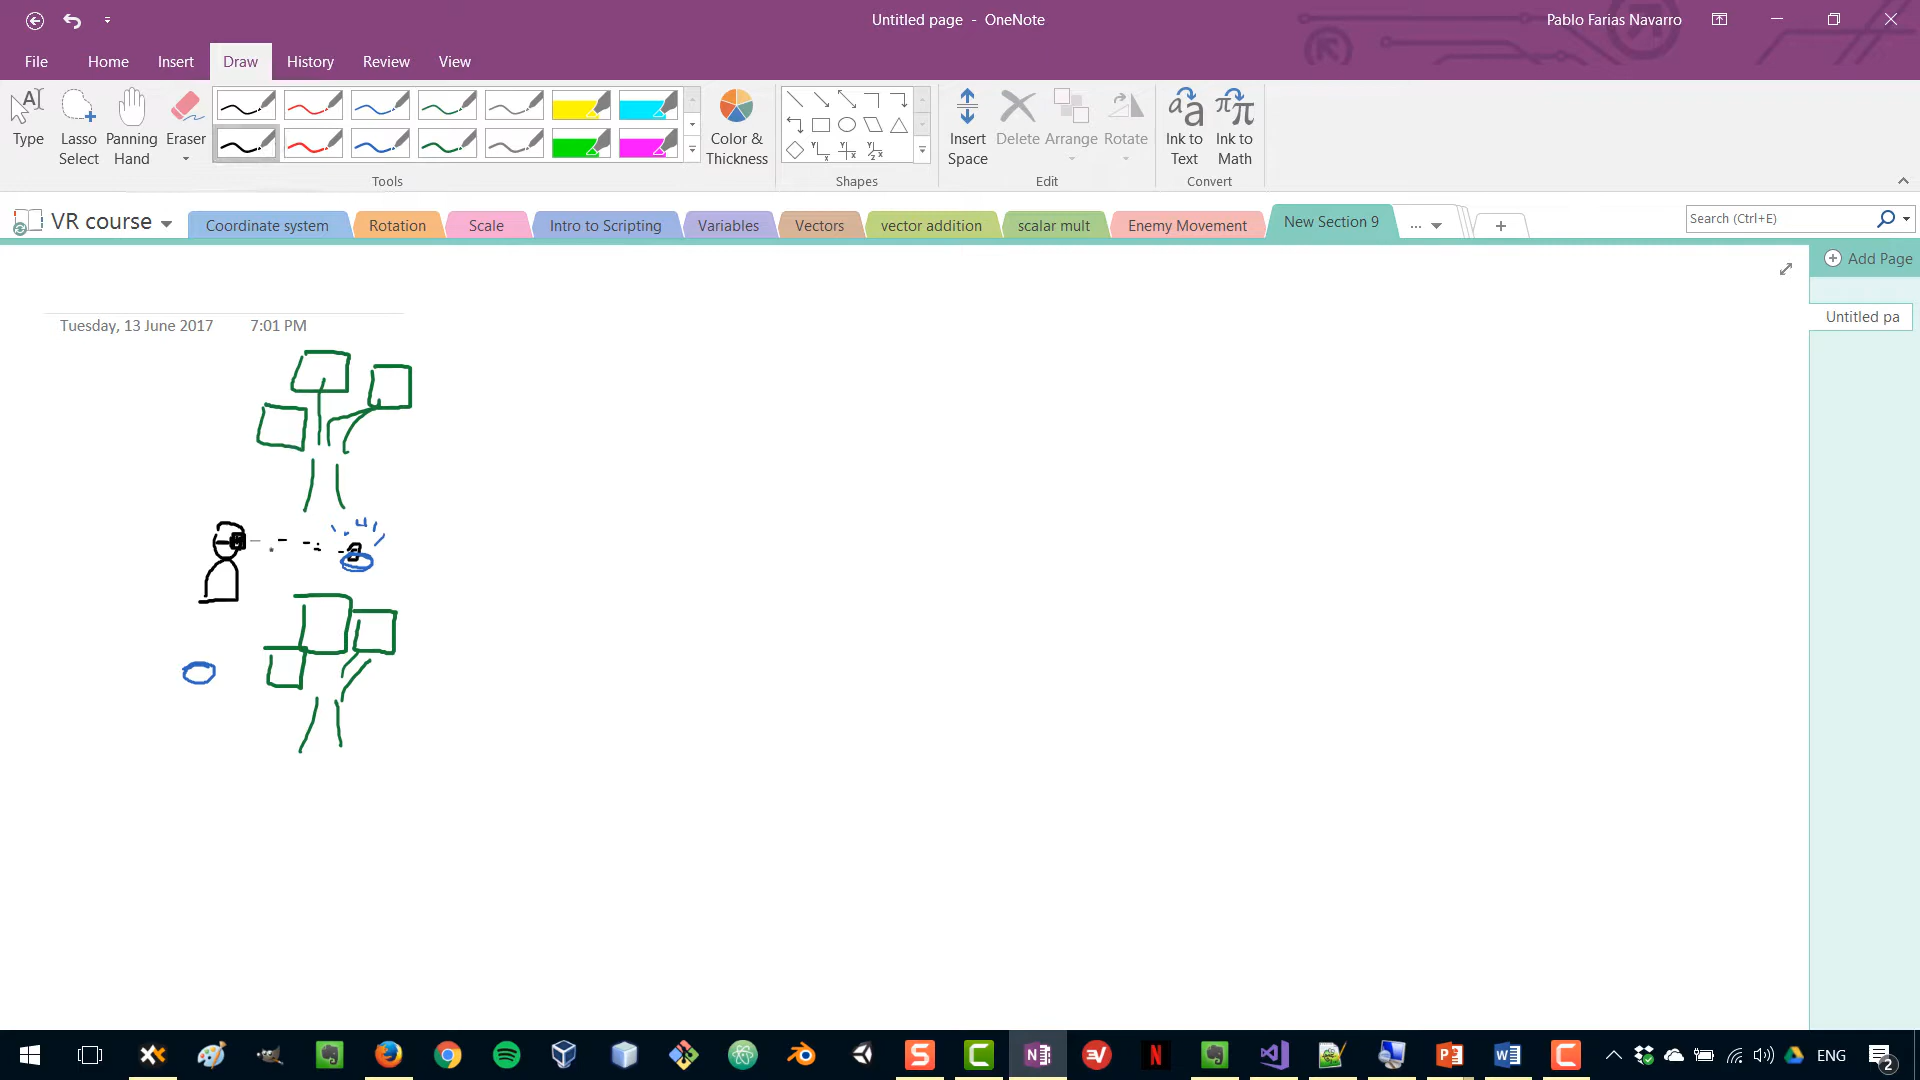 Untitled page - OneNote
Pablo Farias Navarro
File Home Insert Draw History Review View
Type Lasso Select Panning Hand Eraser
Color & Thickness
Insert Space Delete Arrange Rotate
Ink to Text Ink to Math
Tools Shapes Edit Convert
VR course Coordinate system Rotation Scale Intro to Scripting Variables Vectors vector addition scalar mult Enemy Movement New Section 9 ...
Search (Ctrl+E)
Add Page
Untitled pa
Tuesday, 13 June 2017 7:01 PM
ENG
2